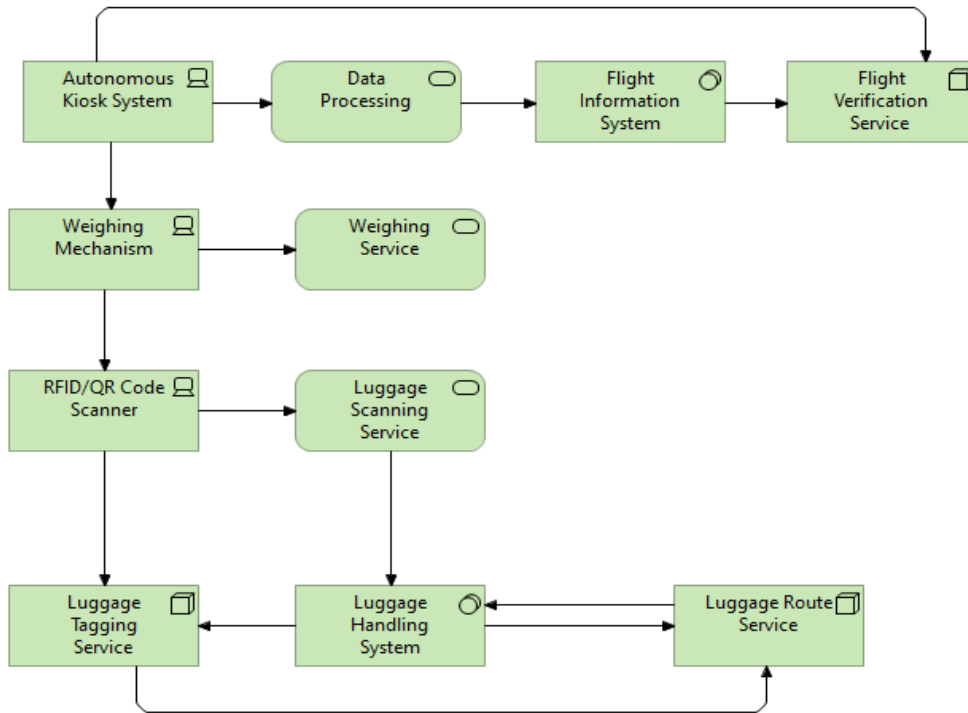 Autonomous
Kiosk System
Data
Processing
Flight
Information
System
Flight
Verification
Service
Weighing
Mechanism
Weighing
Service
RFID/QR Code
Scanner
Luggage
Scanning
Service
Luggage
Tagging
Service
Luggage
Handling
System
Luggage Route
Service